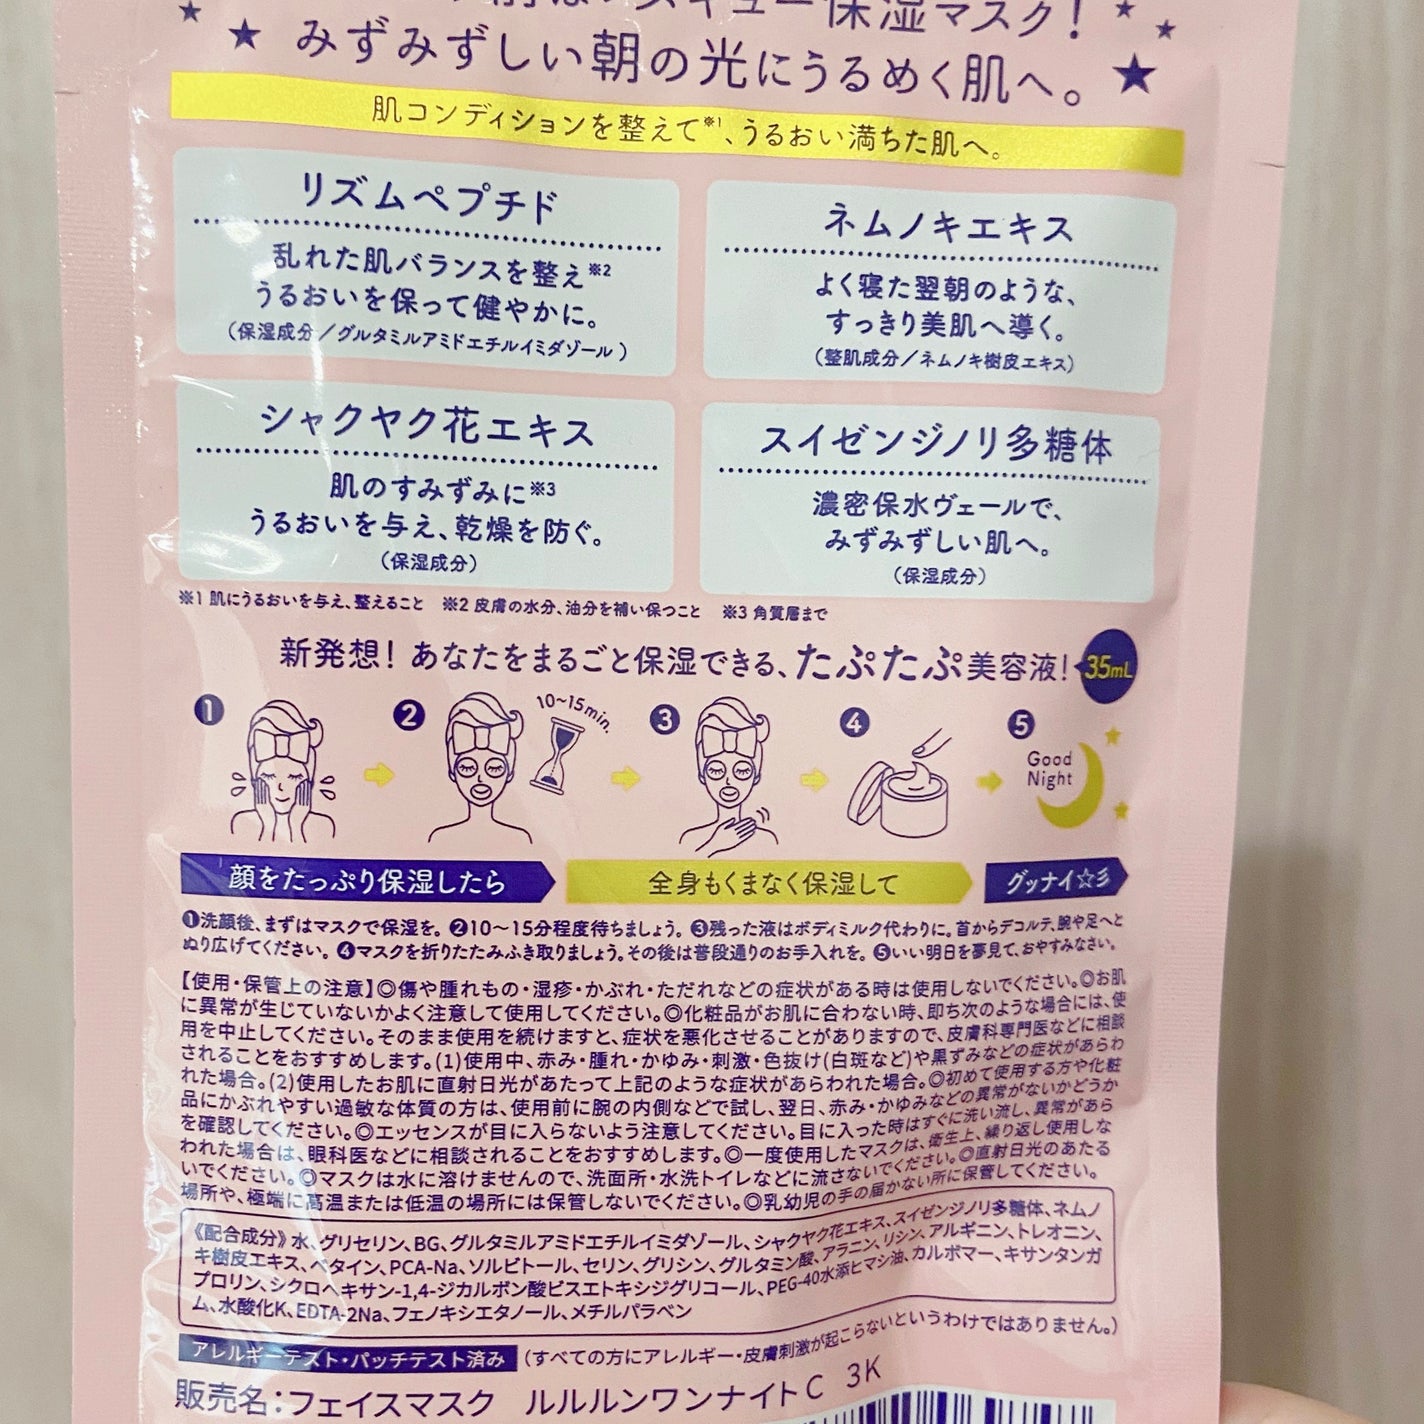 保湿マスク!
みずみずしい朝の光にうるめく肌へ。
肌コンディションを整えて※1、うるおい満ちた肌へ。
リズムペプチド
乱れた肌バランスを整え※2
うるおいを保って健やかに。
(保湿成分/グルタミルアミドエチルイミダゾール)
ネムノキエキス
よく寝た翌朝のような、
すっきり美肌へ導く。
(整肌成分/ネムノキ樹皮エキス)
シャクヤク花エキス
肌のすみずみに※3
うるおいを与え、乾燥を防ぐ。
(保湿成分)
スイゼンジノリ多糖体
濃密保水ヴェールで、
みずみずしい肌へ。
(保湿成分)
※1 肌にうるおいを与え、整えること ※2 皮膚の水分、油分を補い保つこと ※3 角質層まで
新発想! あなたをまるごと保湿できる、たぷたぷ美容液! 35mL
1 2 10~15min. 3 4 5
Good
Night
顔をたっぷり保湿したら 全身もくまなく保湿して グッナイ☆彡
❶洗顔後、まずはマスクで保湿を。❷10~15分程度待ちましょう。❸残った液はボディミルク代わりに。首からデコルテ、腕や足へと
ぬり広げてください。❹マスクを折りたたみふき取りましょう。その後は普段通りのお手入れを。❺いい明日を夢見て、おやすみなさい。
【使用・保管上の注意】◎傷や腫れもの・湿疹・かぶれ・ただれなどの症状がある時は使用しないでください。◎お肌
に異常が生じていないかよく注意して使用してください。◎化粧品がお肌に合わない時、即ち次のような場合には、使
用を中止してください。そのまま使用を続けますと、症状を悪化させることがありますので、皮膚科専門医などに相談
されることをおすすめします。(1)使用中、赤み・腫れ・かゆみ・刺激・色抜け(白斑など)や黒ずみなどの症状があらわ
れた場合。(2)使用したお肌に直射日光があたって上記のような症状があらわれた場合。◎初めて使用する方や化粧
品にかぶれやすい過敏な体質の方は、使用前に腕の内側などで試し、翌日、赤み・かゆみなどの異常がないかどうか
を確認してください。◎エッセンスが目に入らないよう注意してください。目に入った時はすぐに洗い流し、異常があら
われた場合は、眼科医などに相談されることをおすすめします。◎一度使用したマスクは、衛生上、繰り返し使用しな
いでください。◎マスクは水に溶けませんので、洗面所・水洗トイレなどに流さないでください。◎直射日光のあたる
場所や、極端に高温または低温の場所には保管しないでください。◎乳幼児の手の届かない所に保管してください。
《配合成分》水、グリセリン、BG、グルタミルアミドエチルイミダゾール、シャクヤク花エキス、スイゼンジノリ多糖体、ネムノ
キ樹皮エキス、ベタイン、PCA-Na、ソルビトール、セリン、グリシン、グルタミン酸、アラニン、リシン、アルギニン、トレオニン、
プロリン、シクロヘキサン-1,4-ジカルボン酸ビスエトキシジグリコール、PEG-40水添ヒマシ油、カルボマー、キサンタンガ
ム、水酸化K、EDTA-2Na、フェノキシエタノール、メチルパラベン
アレルギーテスト・パッチテスト済み (すべての方にアレルギー・皮膚刺激が起こらないというわけではありません。)
販売名:フェイスマスク ルルルンワンナイトC 3K